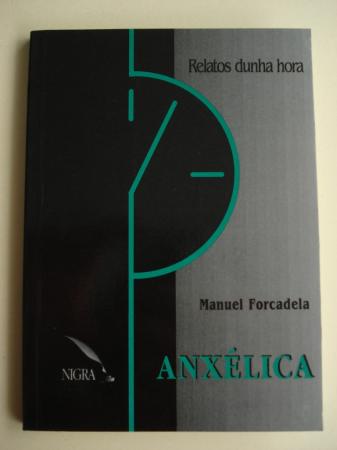 Relatos dunha hora
Manuel Forcadela
NIGRA
ANXÉLICA